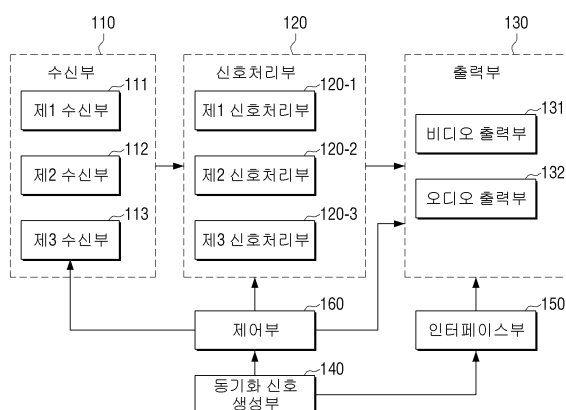 110
수신부
111
제1 수신부
112
제2 수신부
113
제3 수신부
120
신호처리부
120-1
제1 신호처리부
120-2
제2 신호처리부
120-3
제3 신호처리부
130
출력부
131
비디오 출력부
132
오디오 출력부
160
제어부
150
인터페이스부
140
동기화 신호
생성부